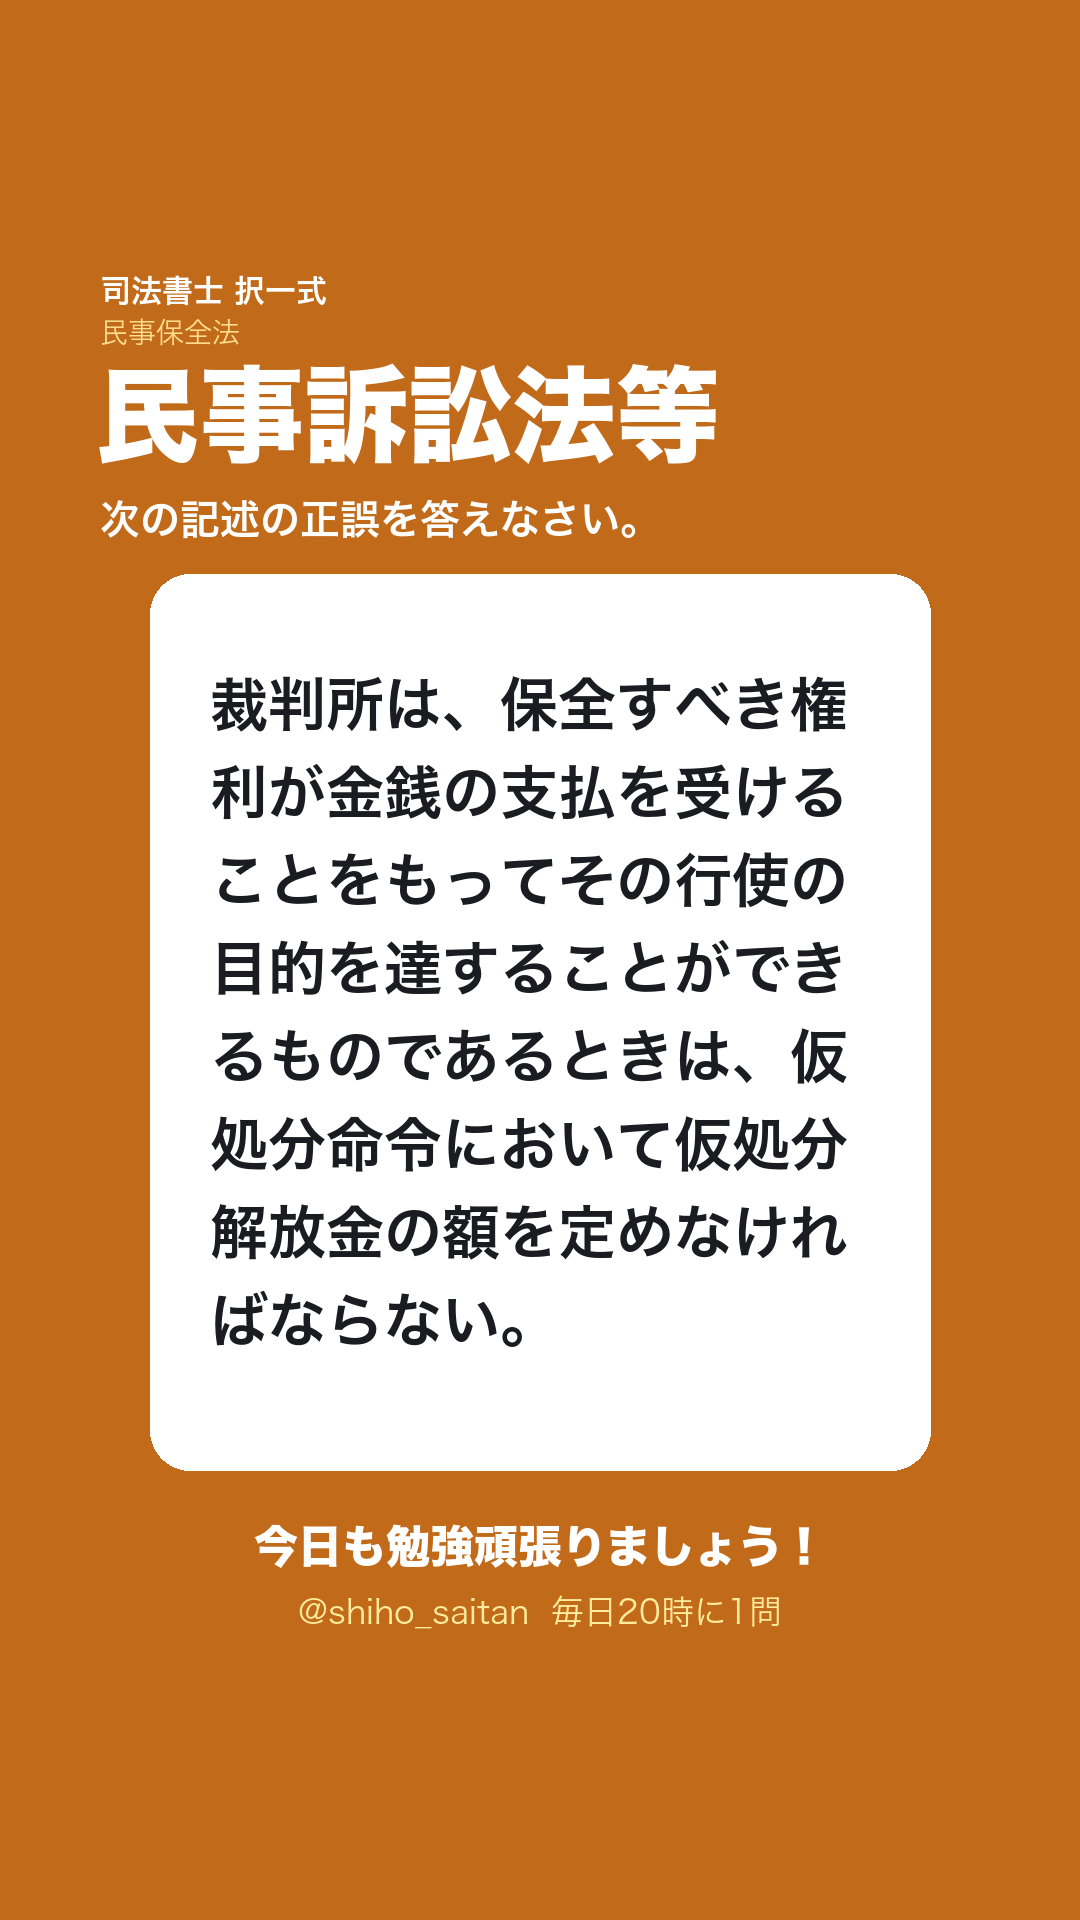 司法書士 択一式
民事保全法
民事訴訟法等
次の記述の正誤を答えなさい。
裁判所は、保全すべき権
利が金銭の支払を受ける
ことをもってその行使の
目的を達することができ
るものであるときは、仮
処分命令において仮処分
解放金の額を定めなけれ
ばならない。
今日も勉強頑張りましょう！
@shiho_saitan 毎日20時に1問